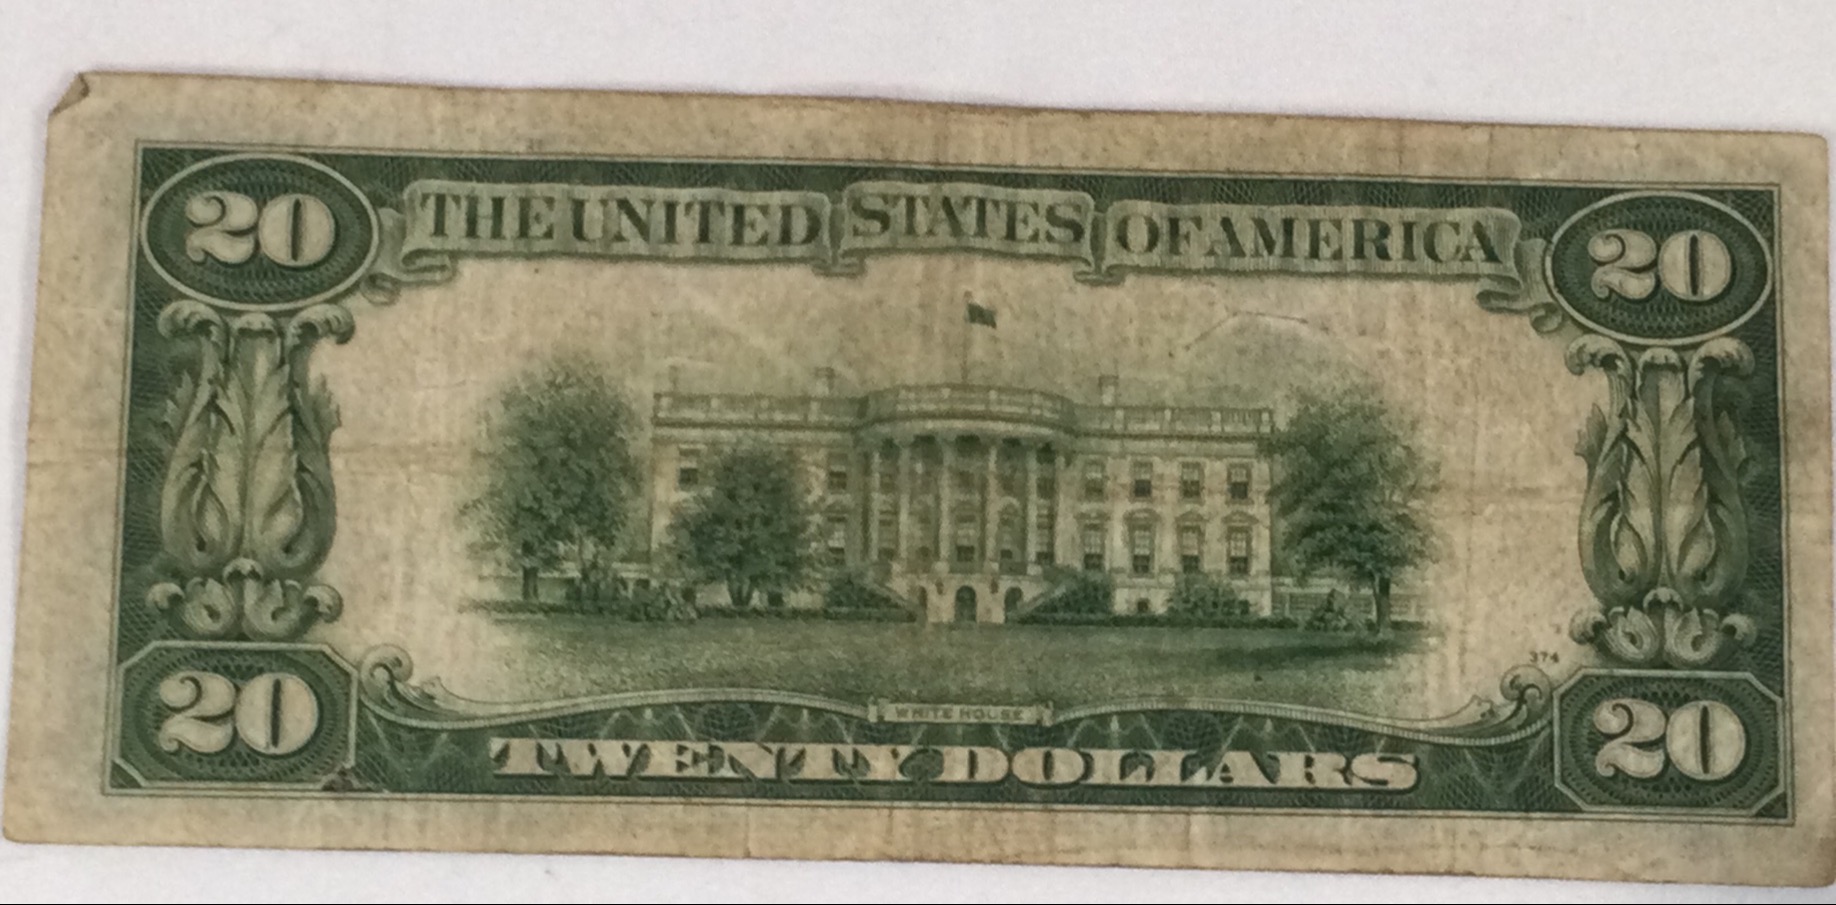 20 THE UNITED STATES OF AMERICA 20
374
WHITE HOUSE
20 TWENTY DOLLARS 20